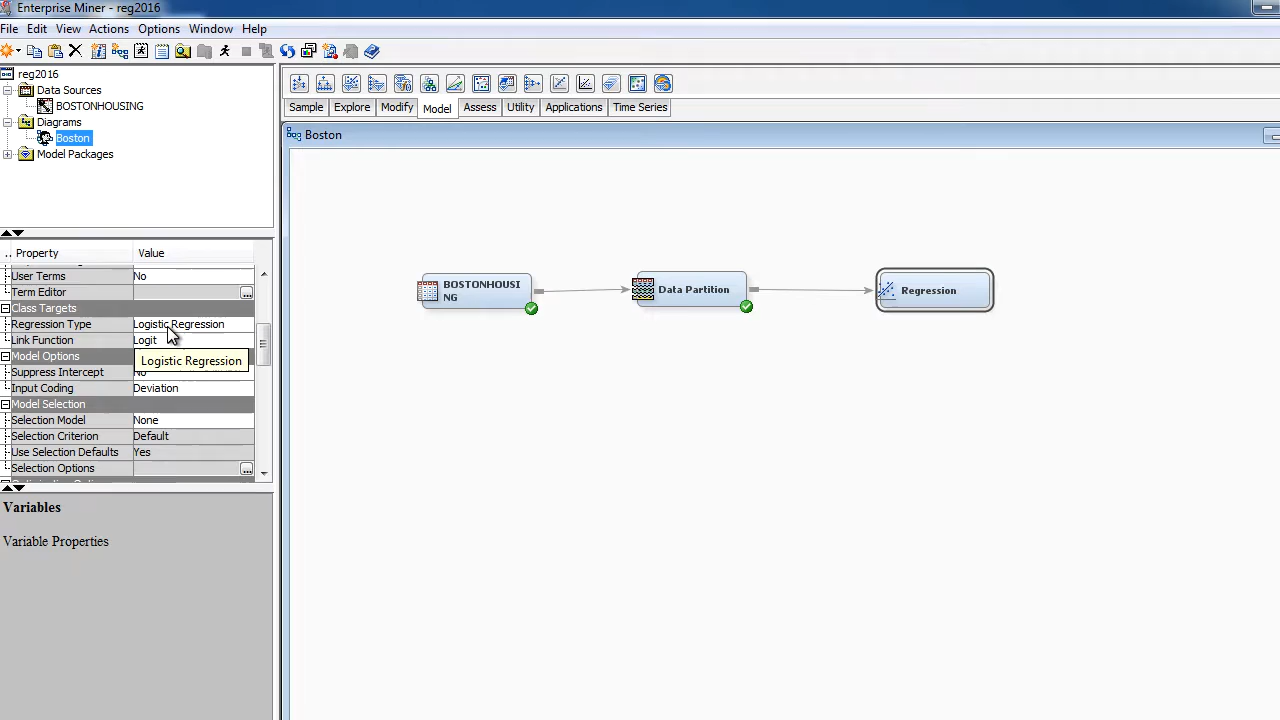 Enterprise Miner - reg2016
File Edit View Actions Options Window Help
reg2016
Data Sources
BOSTONHOUSING
Diagrams
Boston
Model Packages
Sample Explore Modify Model Assess Utility Applications Time Series
Boston
.. Property Value
User Terms No
Term Editor ...
Class Targets
Regression Type Logistic Regression
Link Function Logit
Logistic Regression
Model Options
Suppress Intercept No
Input Coding Deviation
Model Selection
Selection Model None
Selection Criterion Default
Use Selection Defaults Yes
Selection Options ...
Variables
Variable Properties
BOSTONHOUSI
NG
Data Partition
Regression